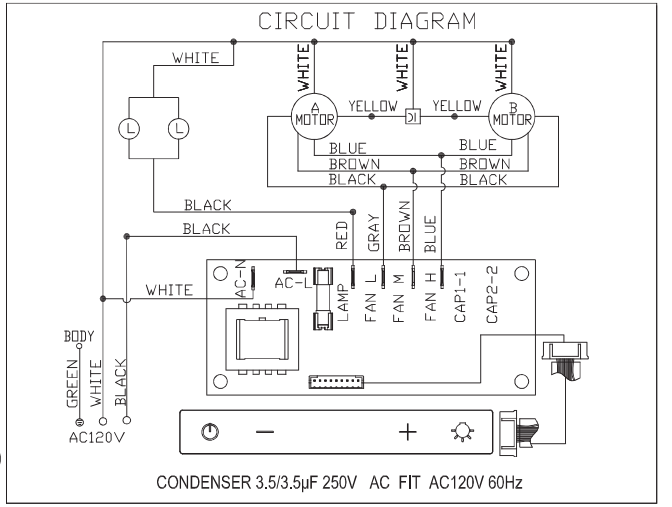 CIRCUIT DIAGRAM
WHITE
WHITE
WHITE
WHITE
L
L
A
MOTOR
YELLOW
YELLOW
B
MOTOR
BLUE
BLUE
BROWN
BROWN
BLACK
BLACK
BLACK
BLACK
RED
GRAY
BROWN
BLUE
WHITE
AC-N
AC-L
LAMP
FAN L
FAN M
FAN H
CAP1-1
CAP2-2
BODY
GREEN
WHITE
BLACK
AC120V
CONDENSER 3.5/3.5µF 250V AC FIT AC120V 60Hz